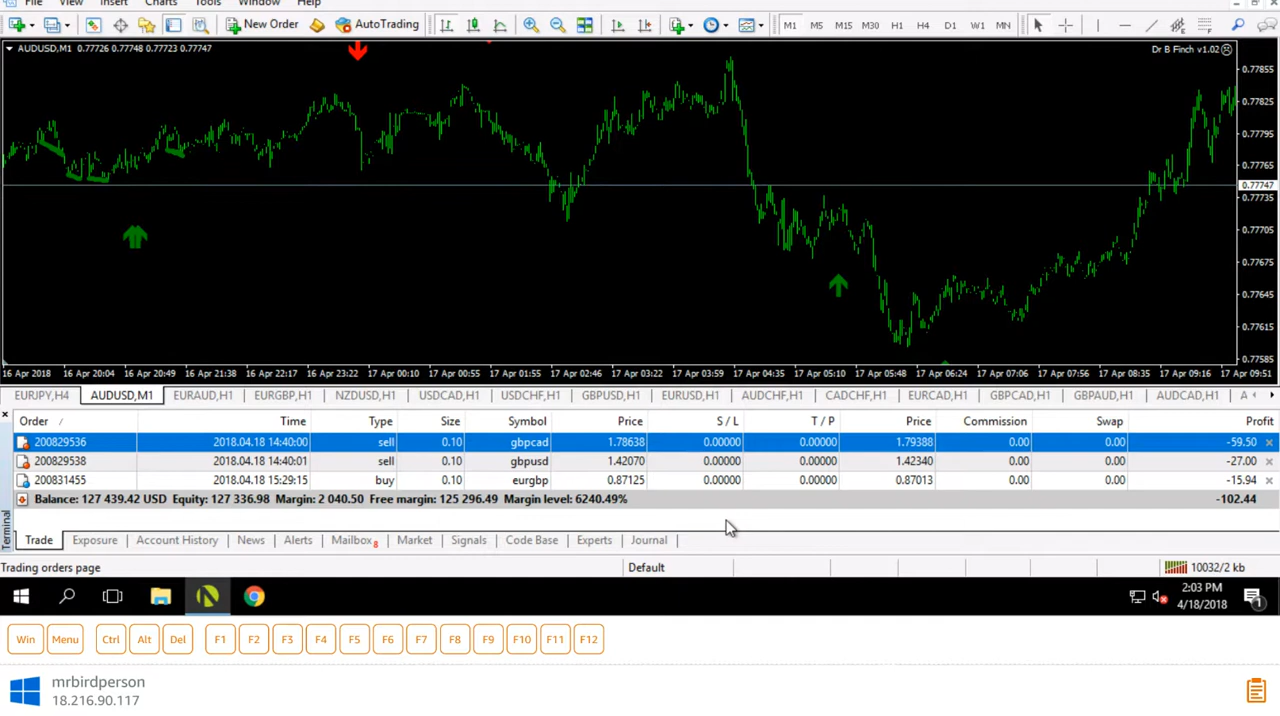 File View Insert Charts Tools Window Help
New Order AutoTrading M1 M5 M15 M30 H1 H4 D1 W1 MN
AUDUSD,M1 0.77726 0.77748 0.77723 0.77747
Dr B Finch v1.02
0.77855
0.77825
0.77795
0.77765
0.77747
0.77735
0.77705
0.77675
0.77645
0.77615
0.77585
16 Apr 2018 16 Apr 20:04 16 Apr 20:49 16 Apr 21:38 16 Apr 22:17 16 Apr 23:22 17 Apr 00:10 17 Apr 00:55 17 Apr 01:55 17 Apr 02:46 17 Apr 03:22 17 Apr 03:59 17 Apr 04:35 17 Apr 05:10 17 Apr 05:48 17 Apr 06:24 17 Apr 07:06 17 Apr 07:56 17 Apr 08:35 17 Apr 09:16 17 Apr 09:51
EURJPY,H4 AUDUSD,M1 EURAUD,H1 EURGBP,H1 NZDUSD,H1 USDCAD,H1 USDCHF,H1 GBPUSD,H1 EURUSD,H1 AUDCHF,H1 CADCHF,H1 EURCAD,H1 GBPCAD,H1 GBPAUD,H1 AUDCAD,H1 A
Order / Time Type Size Symbol Price S / L T / P Price Commission Swap Profit
200829536 2018.04.18 14:40:00 sell 0.10 gbpcad 1.78638 0.00000 0.00000 1.79388 0.00 0.00 -59.50
200829538 2018.04.18 14:40:01 sell 0.10 gbpusd 1.42070 0.00000 0.00000 1.42340 0.00 0.00 -27.00
200831455 2018.04.18 15:29:15 buy 0.10 eurgbp 0.87125 0.00000 0.00000 0.87013 0.00 0.00 -15.94
Balance: 127 439.42 USD Equity: 127 336.98 Margin: 2 040.50 Free margin: 125 296.49 Margin level: 6240.49% -102.44
Terminal
Trade Exposure Account History News Alerts Mailbox 8 Market Signals Code Base Experts Journal
Trading orders page Default 10032/2 kb
2:03 PM
4/18/2018
1
Win Menu Ctrl Alt Del F1 F2 F3 F4 F5 F6 F7 F8 F9 F10 F11 F12
mrbirdperson
18.216.90.117